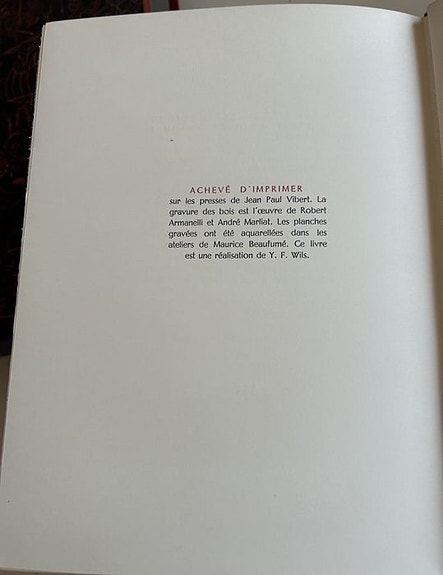 ACHEVÉ D'IMPRIMER
sur les presses de Jean Paul Vibert. La
gravure des bois est l'œuvre de Robert
Armanelli et André Marliat. Les planches
gravées ont été aquarellées dans les
ateliers de Maurice Beaufumé. Ce livre
est une réalisation de Y. F. Wils.